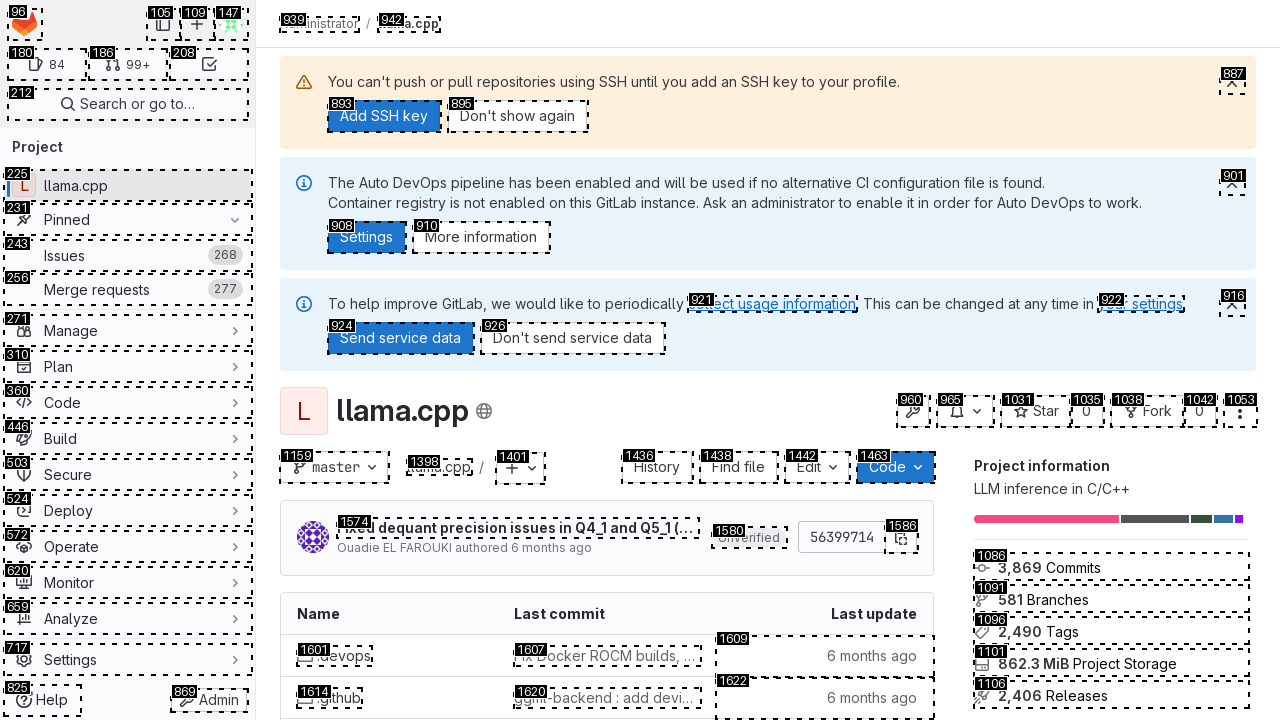 96
105
109
147
939
942
llama.cpp
/
180
84
186
99+
208
212
Search or go to…
Project
225
L
llama.cpp
231
Pinned
243
Issues
268
256
Merge requests
277
271
Manage
310
Plan
360
Code
446
Build
503
Secure
524
Deploy
572
Operate
620
Monitor
659
Analyze
717
Settings
825
Help
869
Admin
You can't push or pull repositories using SSH until you add an SSH key to your profile.
887
893
Add SSH key
895
Don't show again
The Auto DevOps pipeline has been enabled and will be used if no alternative CI configuration file is found.
Container registry is not enabled on this GitLab instance. Ask an administrator to enable it in order for Auto DevOps to work.
901
908
Settings
910
More information
To help improve GitLab, we would like to periodically collect usage information. This can be changed at any time in your settings.
921
922
916
924
Send service data
926
Don't send service data
L
llama.cpp
960
965
1031
Star
1035
0
1038
Fork
1042
0
1053
1159
master
1398
llama.cpp /
1401
1436
History
1438
Find file
1442
Edit
1463
Code
1574
Fixed dequant precision issues in Q4_1 and Q5_1 (…
Ouadie EL FAROUKI authored 6 months ago
1580
Unverified
56399714
1586
Name
Last commit
Last update
1601
.devops
1607
Fix Docker ROCM builds, …
1609
6 months ago
1614
.github
1620
ggml-backend : add devi…
1622
6 months ago
Project information
LLM inference in C/C++
1086
3,869 Commits
1091
581 Branches
1096
2,490 Tags
1101
862.3 MiB Project Storage
1106
2,406 Releases